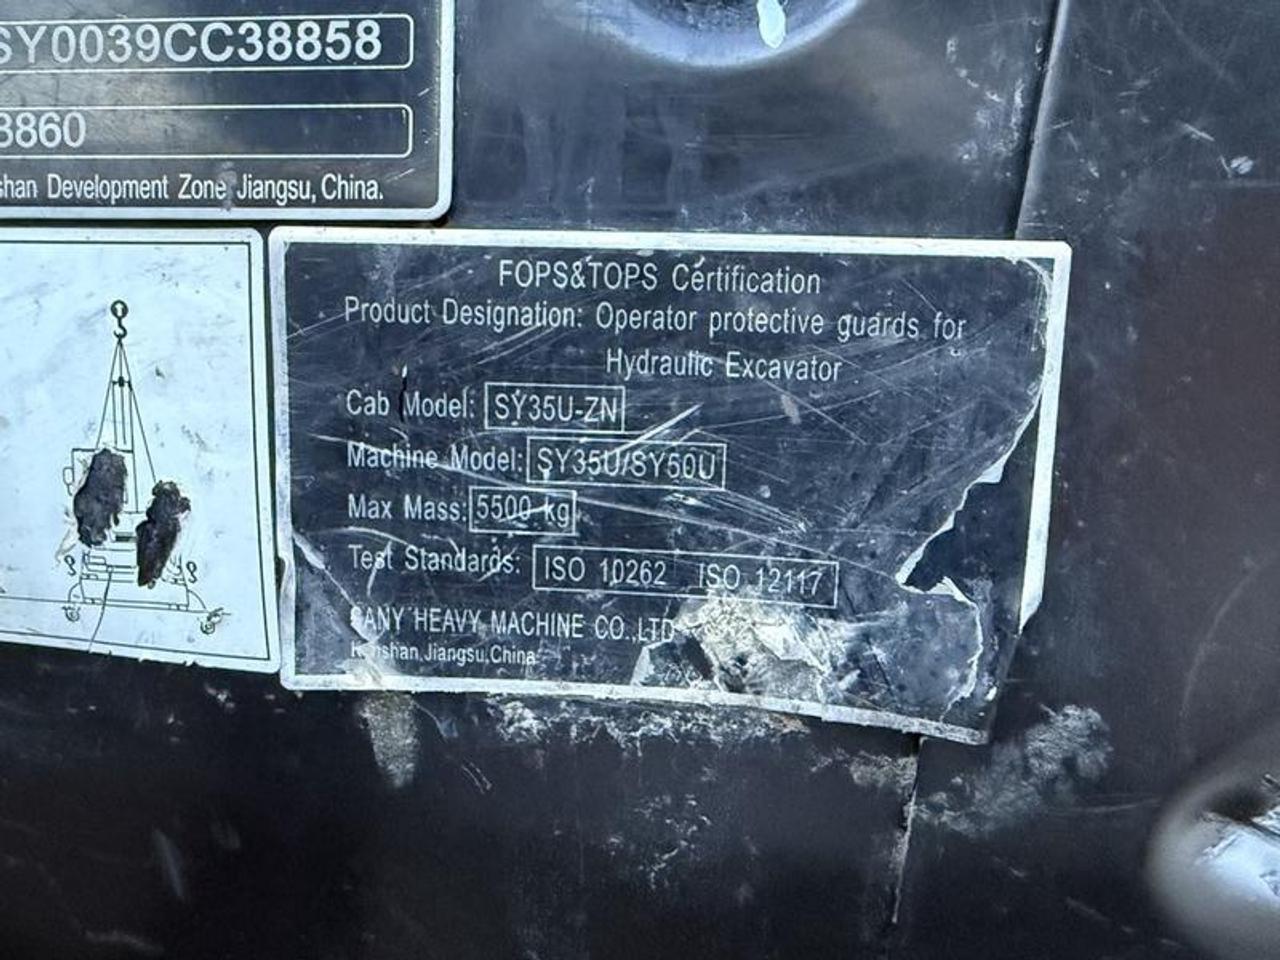 SY0039CC38858
3860
shan Development Zone Jiangsu, China.
FOPS&TOPS Certification
Product Designation: Operator protective guards for
Hydraulic Excavator
Cab Model: SY35U-ZN
Machine Model: SY35U/SY50U
Max Mass: 5500 kg
Test Standards: ISO 10262 ISO 12117
SANY HEAVY MACHINE CO.,LTD
Kunshan,Jiangsu,China